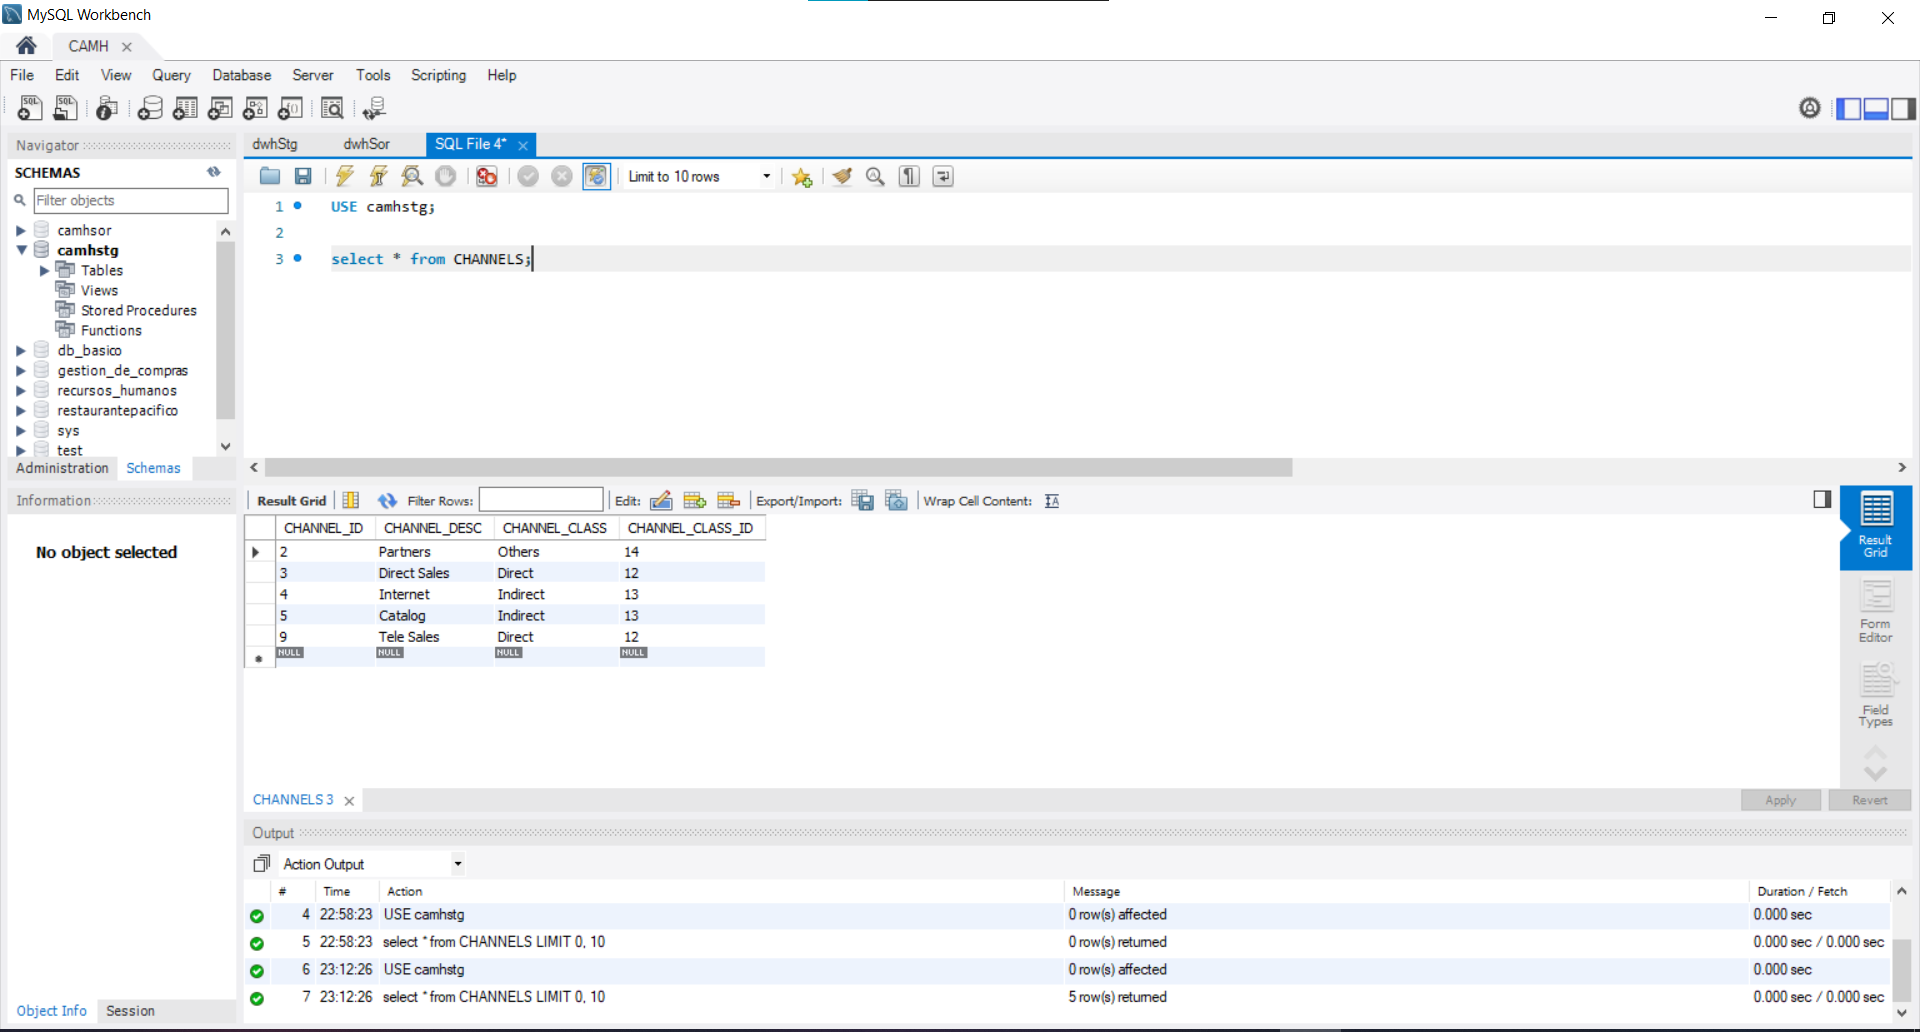 MySQL Workbench
CAMH
File Edit View Query Database Server Tools Scripting Help
Navigator
SCHEMAS
Filter objects
camhsor
camhstg
Tables
Views
Stored Procedures
Functions
db_basico
gestion_de_compras
recursos_humanos
restaurantepacifico
sys
test
Administration Schemas
Information
No object selected
Object Info Session
dwhStg dwhSor SQL File 4*
Limit to 10 rows
1 USE camhstg;
2
3 select * from CHANNELS;
Result Grid Filter Rows: Edit: Export/Import: Wrap Cell Content:
CHANNEL_ID CHANNEL_DESC CHANNEL_CLASS CHANNEL_CLASS_ID
2 Partners Others 14
3 Direct Sales Direct 12
4 Internet Indirect 13
5 Catalog Indirect 13
9 Tele Sales Direct 12
NULL NULL NULL NULL
Result
Grid
Form
Editor
Field
Types
CHANNELS 3
Apply Revert
Output
Action Output
# Time Action Message Duration / Fetch
4 22:58:23 USE camhstg 0 row(s) affected 0.000 sec
5 22:58:23 select * from CHANNELS LIMIT 0, 10 0 row(s) returned 0.000 sec / 0.000 sec
6 23:12:26 USE camhstg 0 row(s) affected 0.000 sec
7 23:12:26 select * from CHANNELS LIMIT 0, 10 5 row(s) returned 0.000 sec / 0.000 sec